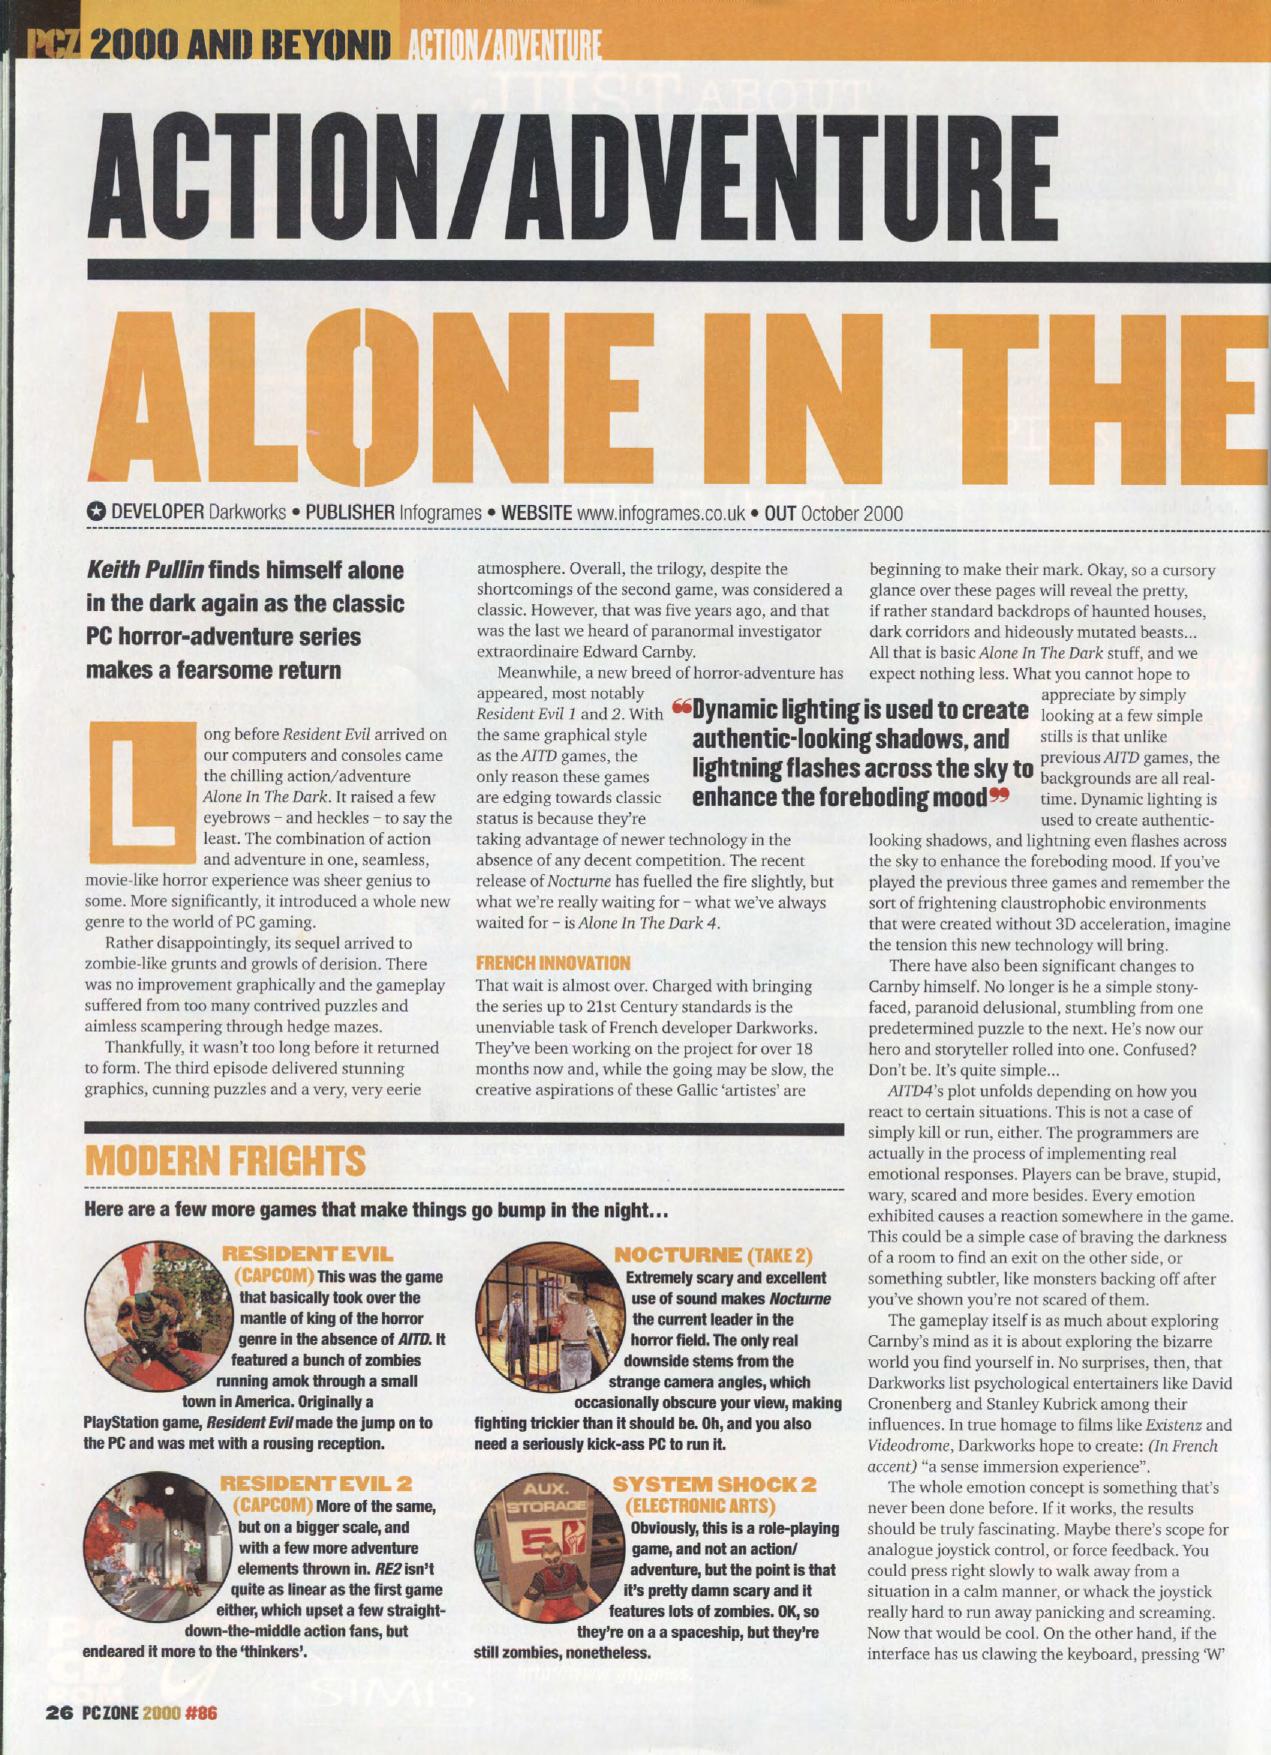 PCZ 2000 AND BEYOND ACTION/ADVENTURE
ACTION/ADVENTURE
ALONE IN THE
DEVELOPER Darkworks • PUBLISHER Infogrames • WEBSITE www.infogrames.co.uk • OUT October 2000
Keith Pullin finds himself alone
in the dark again as the classic
PC horror-adventure series
makes a fearsome return
Long before Resident Evil arrived on
our computers and consoles came
the chilling action/adventure
Alone In The Dark. It raised a few
eyebrows – and heckles – to say the
least. The combination of action
and adventure in one, seamless,
movie-like horror experience was sheer genius to
some. More significantly, it introduced a whole new
genre to the world of PC gaming.
Rather disappointingly, its sequel arrived to
zombie-like grunts and growls of derision. There
was no improvement graphically and the gameplay
suffered from too many contrived puzzles and
aimless scampering through hedge mazes.
Thankfully, it wasn't too long before it returned
to form. The third episode delivered stunning
graphics, cunning puzzles and a very, very eerie
atmosphere. Overall, the trilogy, despite the
shortcomings of the second game, was considered a
classic. However, that was five years ago, and that
was the last we heard of paranormal investigator
extraordinaire Edward Carnby.
Meanwhile, a new breed of horror-adventure has
appeared, most notably
Resident Evil 1 and 2. With
the same graphical style
as the AITD games, the
only reason these games
are edging towards classic
status is because they're
taking advantage of newer technology in the
absence of any decent competition. The recent
release of Nocturne has fuelled the fire slightly, but
what we're really waiting for – what we've always
waited for – is Alone In The Dark 4.
FRENCH INNOVATION
That wait is almost over. Charged with bringing
the series up to 21st Century standards is the
unenviable task of French developer Darkworks.
They've been working on the project for over 18
months now and, while the going may be slow, the
creative aspirations of these Gallic 'artistes' are
“Dynamic lighting is used to create
authentic-looking shadows, and
lightning flashes across the sky to
enhance the foreboding mood”
beginning to make their mark. Okay, so a cursory
glance over these pages will reveal the pretty,
if rather standard backdrops of haunted houses,
dark corridors and hideously mutated beasts...
All that is basic Alone In The Dark stuff, and we
expect nothing less. What you cannot hope to
appreciate by simply
looking at a few simple
stills is that unlike
previous AITD games, the
backgrounds are all real-
time. Dynamic lighting is
used to create authentic-
looking shadows, and lightning even flashes across
the sky to enhance the foreboding mood. If you've
played the previous three games and remember the
sort of frightening claustrophobic environments
that were created without 3D acceleration, imagine
the tension this new technology will bring.
There have also been significant changes to
Carnby himself. No longer is he a simple stony-
faced, paranoid delusional, stumbling from one
predetermined puzzle to the next. He's now our
hero and storyteller rolled into one. Confused?
Don't be. It's quite simple...
AITD4's plot unfolds depending on how you
react to certain situations. This is not a case of
simply kill or run, either. The programmers are
actually in the process of implementing real
emotional responses. Players can be brave, stupid,
wary, scared and more besides. Every emotion
exhibited causes a reaction somewhere in the game.
This could be a simple case of braving the darkness
of a room to find an exit on the other side, or
something subtler, like monsters backing off after
you've shown you're not scared of them.
The gameplay itself is as much about exploring
Carnby's mind as it is about exploring the bizarre
world you find yourself in. No surprises, then, that
Darkworks list psychological entertainers like David
Cronenberg and Stanley Kubrick among their
influences. In true homage to films like Existenz and
Videodrome, Darkworks hope to create: (In French
accent) "a sense immersion experience".
The whole emotion concept is something that's
never been done before. If it works, the results
should be truly fascinating. Maybe there's scope for
analogue joystick control, or force feedback. You
could press right slowly to walk away from a
situation in a calm manner, or whack the joystick
really hard to run away panicking and screaming.
Now that would be cool. On the other hand, if the
interface has us clawing the keyboard, pressing 'W'
MODERN FRIGHTS
Here are a few more games that make things go bump in the night...
RESIDENT EVIL
(CAPCOM) This was the game
that basically took over the
mantle of king of the horror
genre in the absence of AITD. It
featured a bunch of zombies
running amok through a small
town in America. Originally a
PlayStation game, Resident Evil made the jump on to
the PC and was met with a rousing reception.
RESIDENT EVIL 2
(CAPCOM) More of the same,
but on a bigger scale, and
with a few more adventure
elements thrown in. RE2 isn't
quite as linear as the first game
either, which upset a few straight-
down-the-middle action fans, but
endeared it more to the 'thinkers'.
NOCTURNE (TAKE 2)
Extremely scary and excellent
use of sound makes Nocturne
the current leader in the
horror field. The only real
downside stems from the
strange camera angles, which
occasionally obscure your view, making
fighting trickier than it should be. Oh, and you also
need a seriously kick-ass PC to run it.
AUX.
STORAGE
5
SYSTEM SHOCK 2
(ELECTRONIC ARTS)
Obviously, this is a role-playing
game, and not an action/
adventure, but the point is that
it's pretty damn scary and it
features lots of zombies. OK, so
they're on a a spaceship, but they're
still zombies, nonetheless.
26 PCZONE 2000 #86